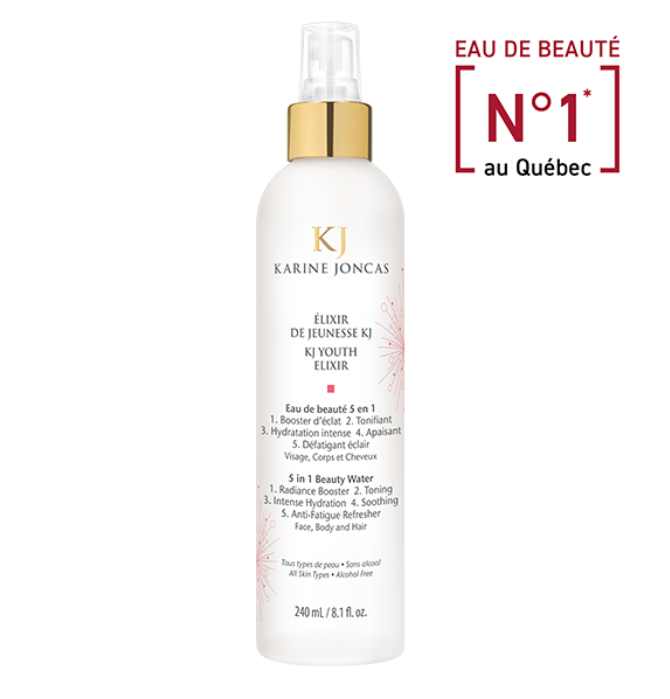 EAU DE BEAUTÉ
N°1*
au Québec
KJ
KARINE JONCAS
ÉLIXIR
DE JEUNESSE KJ
KJ YOUTH
ELIXIR
Eau de beauté 5 en 1
1. Booster d'éclat 2. Tonifiant
3. Hydratation intense 4. Apaisant
5. Défatigant éclair
Visage, Corps et Cheveux
5 in 1 Beauty Water
1. Radiance Booster 2. Toning
3. Intense Hydration 4. Soothing
5. Anti-Fatigue Refresher
Face, Body and Hair
Tous types de peau • Sans alcool
All Skin Types • Alcohol Free
240 mL / 8.1 fl. oz.